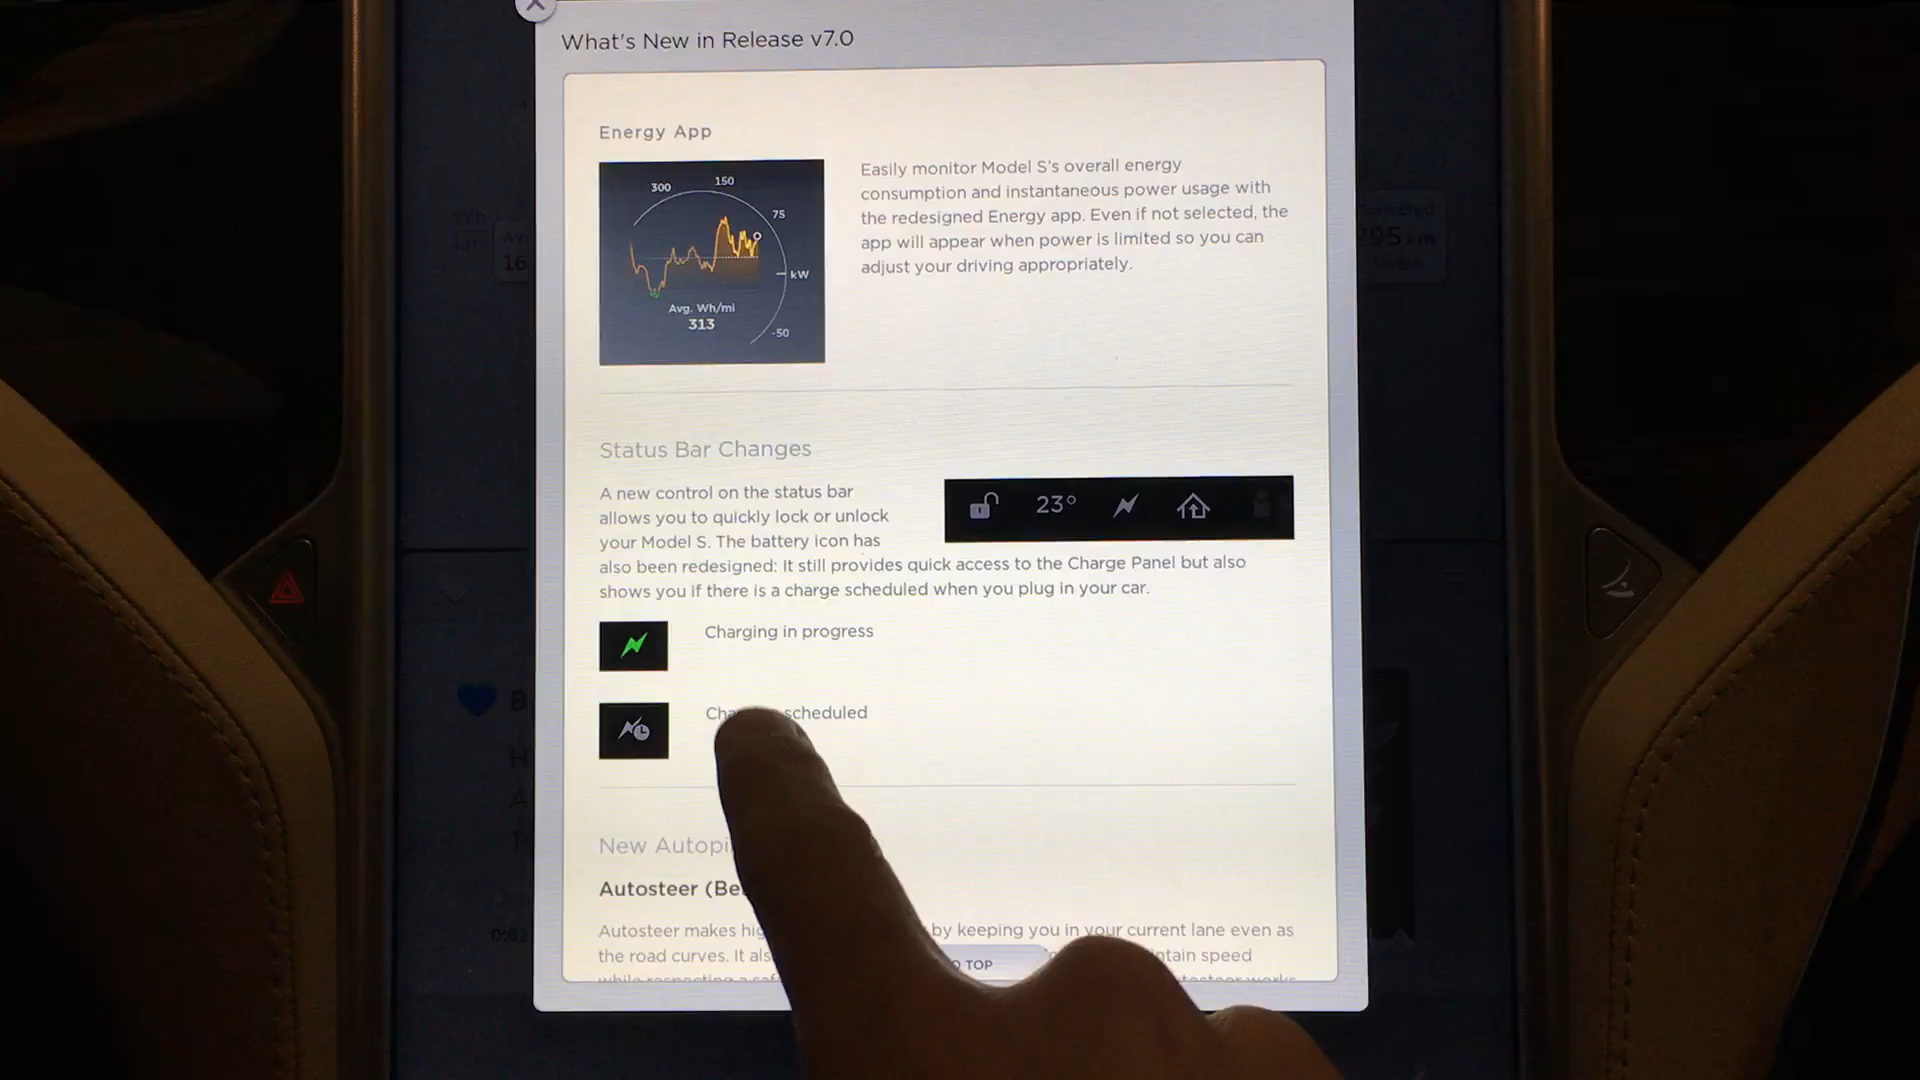 What's New in Release v7.0
Energy App
300
150
75
kW
-50
Avg. Wh/mi
313
Easily monitor Model S's overall energy
consumption and instantaneous power usage with
the redesigned Energy app. Even if not selected, the
app will appear when power is limited so you can
adjust your driving appropriately.
Status Bar Changes
A new control on the status bar
allows you to quickly lock or unlock
your Model S. The battery icon has
also been redesigned: It still provides quick access to the Charge Panel but also
shows you if there is a charge scheduled when you plug in your car.
23°
Charging in progress
scheduled
New
Autosteer
Autosteer makes by keeping you in your current lane even as
the road curves. It speed
TOP
16
295 km
0:02